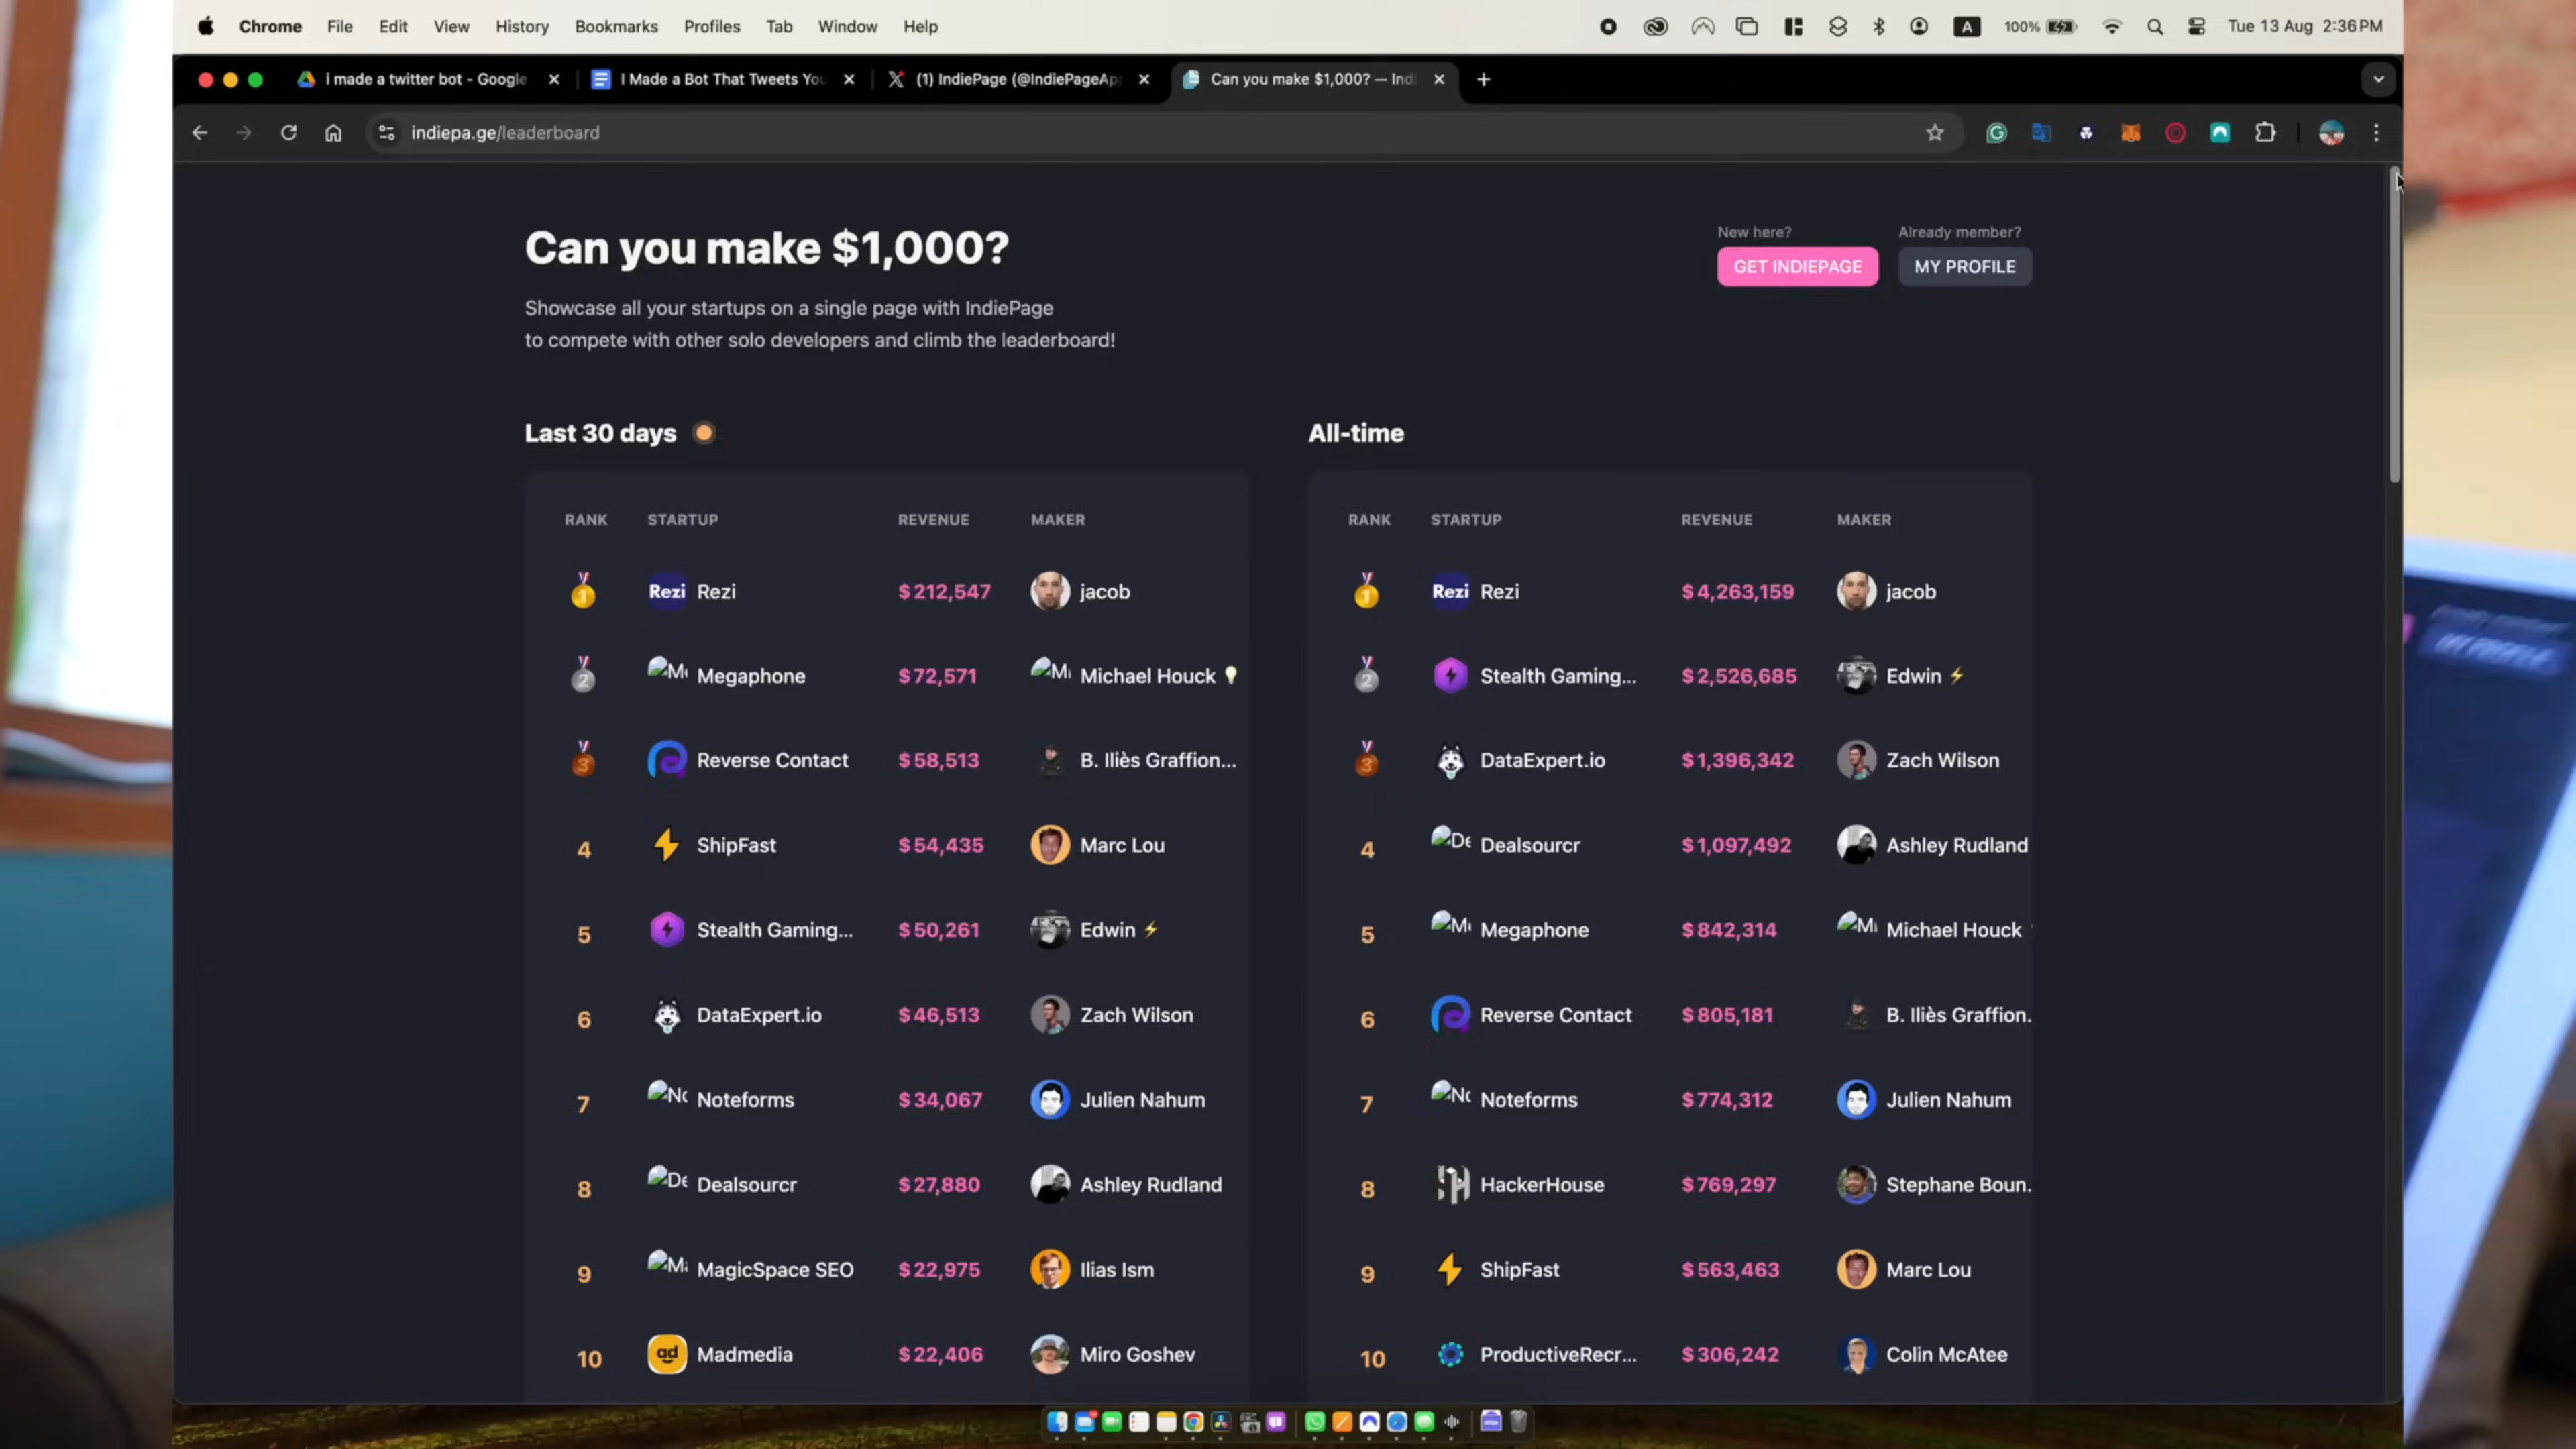 Chrome File Edit View History Bookmarks Profiles Tab Window Help
A 100% Tue 13 Aug 2:36 PM
i made a twitter bot - Google
I Made a Bot That Tweets You
(1) IndiePage (@IndiePageAp
Can you make $1,000? — Ind
indiepa.ge/leaderboard
Can you make $1,000?
Showcase all your startups on a single page with IndiePage
to compete with other solo developers and climb the leaderboard!
New here?
GET INDIEPAGE
Already member?
MY PROFILE
Last 30 days
RANK STARTUP REVENUE MAKER
1 Rezi Rezi $212,547 jacob
2 Megaphone $72,571 Michael Houck
3 Reverse Contact $58,513 B. Iliès Graffion...
4 ShipFast $54,435 Marc Lou
5 Stealth Gaming... $50,261 Edwin
6 DataExpert.io $46,513 Zach Wilson
7 Noteforms $34,067 Julien Nahum
8 De Dealsourcr $27,880 Ashley Rudland
9 MagicSpace SEO $22,975 Ilias Ism
10 ad Madmedia $22,406 Miro Goshev
All-time
RANK STARTUP REVENUE MAKER
1 Rezi Rezi $4,263,159 jacob
2 Stealth Gaming... $2,526,685 Edwin
3 DataExpert.io $1,396,342 Zach Wilson
4 De Dealsourcr $1,097,492 Ashley Rudland
5 Megaphone $842,314 Michael Houck
6 Reverse Contact $805,181 B. Iliès Graffion.
7 Noteforms $774,312 Julien Nahum
8 HackerHouse $769,297 Stephane Boun.
9 ShipFast $563,463 Marc Lou
10 ProductiveRecr... $306,242 Colin McAtee